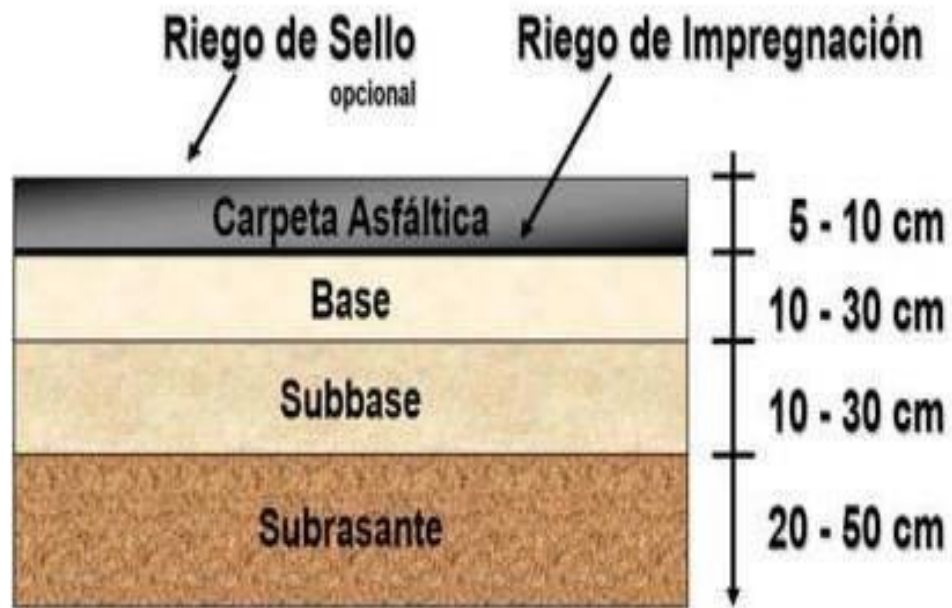 Riego de Sello
opcional
Riego de Impregnación
Carpeta Asfáltica
5 - 10 cm
Base
10 - 30 cm
Subbase
10 - 30 cm
Subrasante
20 - 50 cm